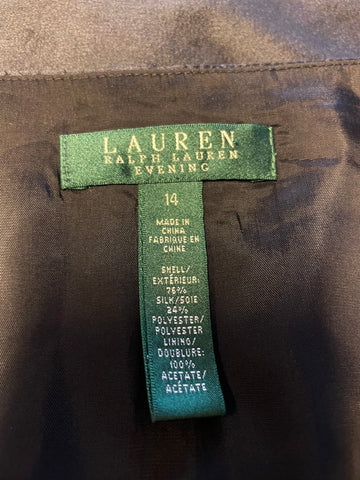 LAUREN
RALPH LAUREN
EVENING
14
MADE IN
CHINA
FABRIQUE EN
CHINE
SHELL/
EXTÉRIEUR:
76%
SILK/SOIE
24%
POLYESTER/
POLYESTER
LINING/
DOUBLURE:
100%
ACETATE/
ACÉTATE